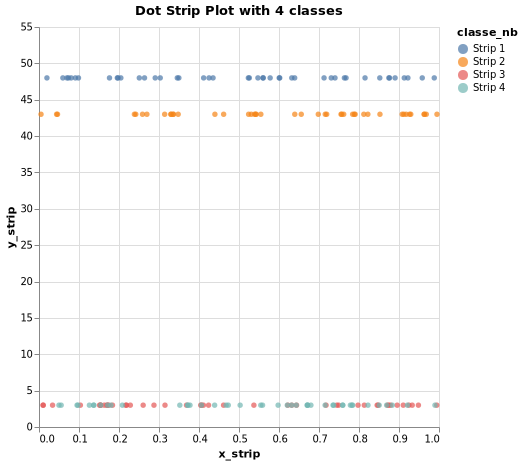 Dot Strip Plot with 4 classes
classe_nb
Strip 1
Strip 2
Strip 3
Strip 4
55
50
45
40
35
30
25
20
15
10
5
0
y_strip
0.0 0.1 0.2 0.3 0.4 0.5 0.6 0.7 0.8 0.9 1.0
x_strip